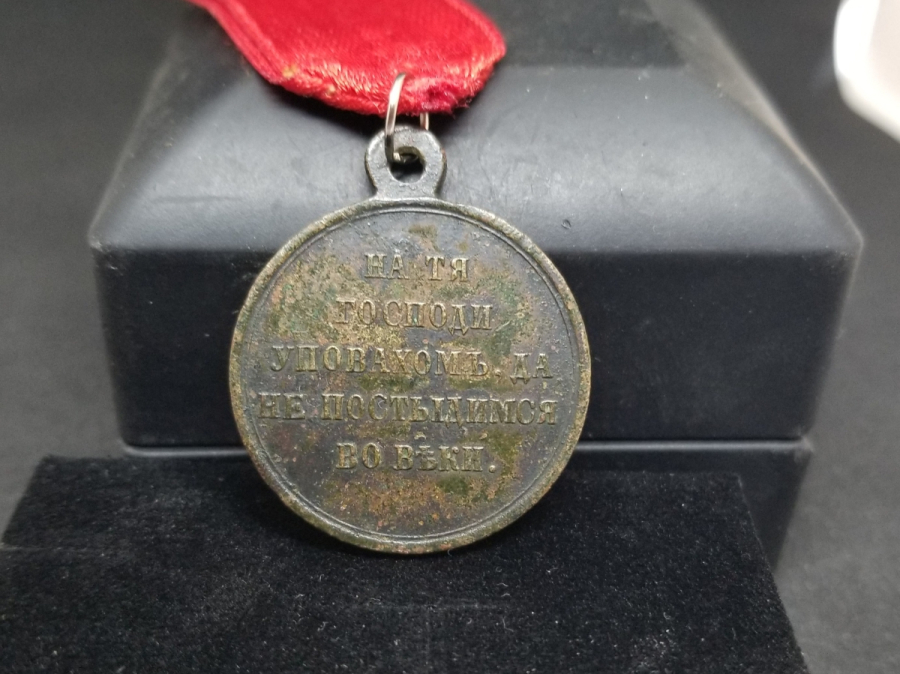 НА ТЯ
ГОСПОДИ
УПОВАХОМЪ. ДА
НЕ ПОСТЫДИМСЯ
ВО ВѢКИ.